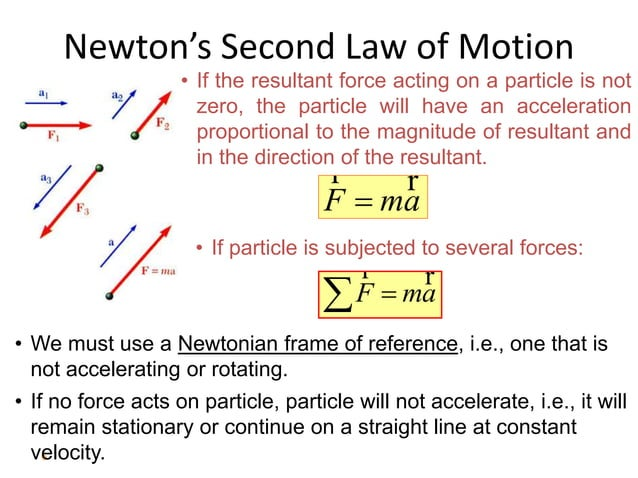 Newton’s Second Law of Motion
• If the resultant force acting on a particle is not
zero, the particle will have an acceleration
proportional to the magnitude of resultant and
in the direction of the resultant.
a1
F1
a2
F2
a3
F3
a
F = ma
r r
F = ma
• If particle is subjected to several forces:
r r
∑ F = ma
• We must use a Newtonian frame of reference, i.e., one that is
not accelerating or rotating.
• If no force acts on particle, particle will not accelerate, i.e., it will
remain stationary or continue on a straight line at constant
velocity.